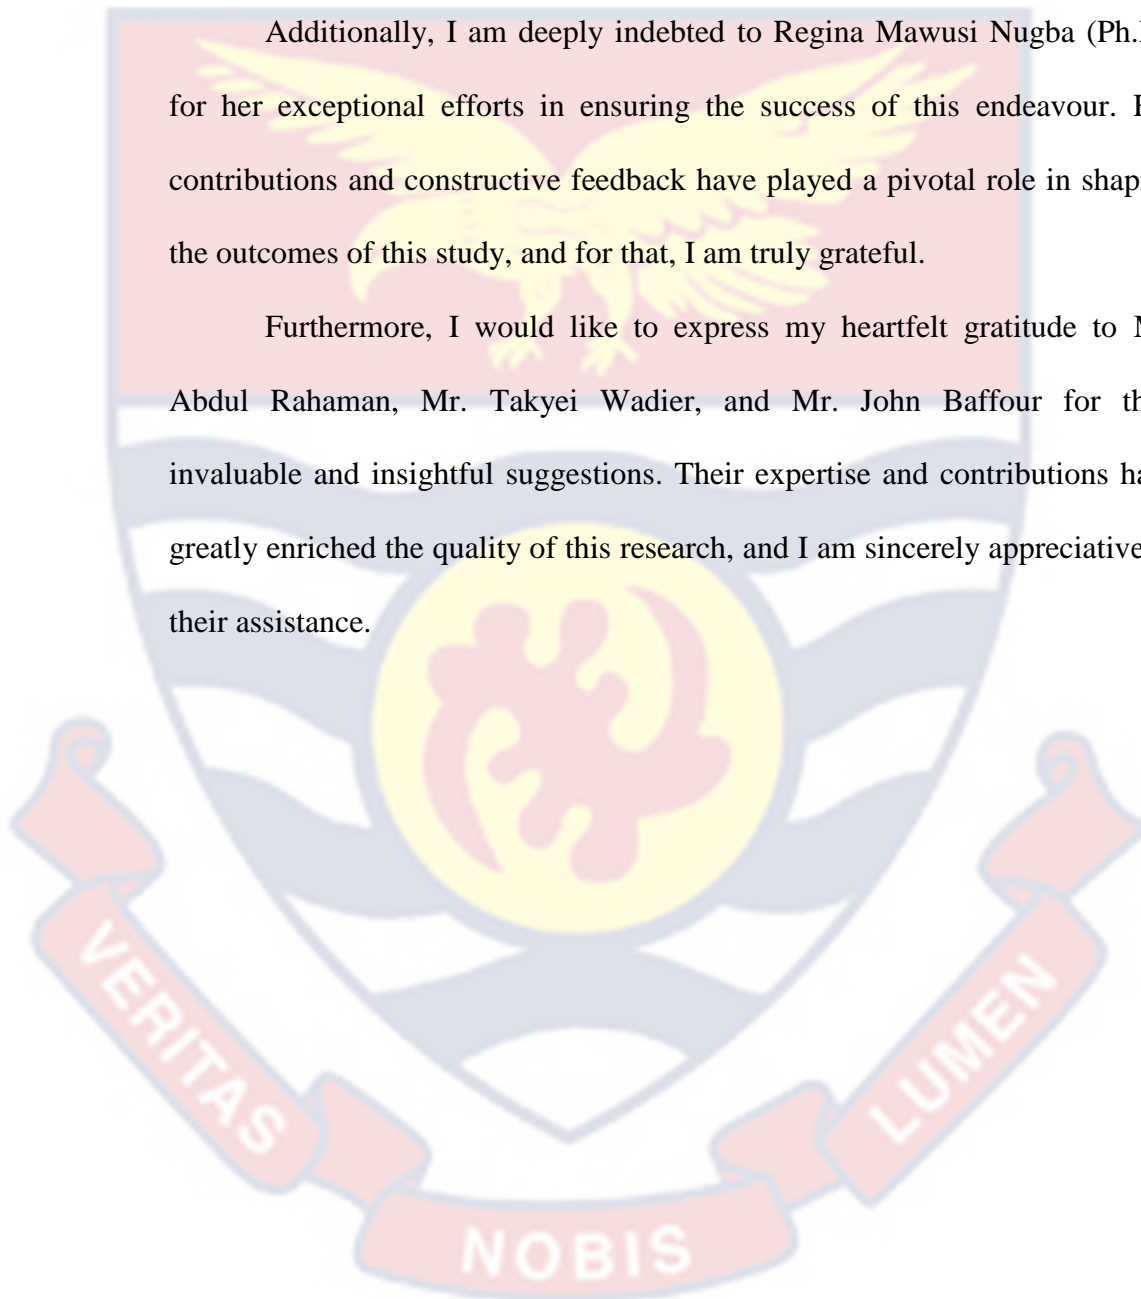 Additionally, I am deeply indebted to Regina Mawusi Nugba (Ph.
for her exceptional efforts in ensuring the success of this endeavour.
contributions and constructive feedback have played a pivotal role in
the outcomes of this study, and for that, I am truly grateful.
Furthermore, I would like to express my heartfelt gratitude to
Abdul Rahaman, Mr. Takyei Wadier, and Mr. John Baffour for
invaluable and insightful suggestions. Their expertise and contributions
greatly enriched the quality of this research, and I am sincerely appreciative
their assistance.
VERITAS
NOBIS
LUMEN